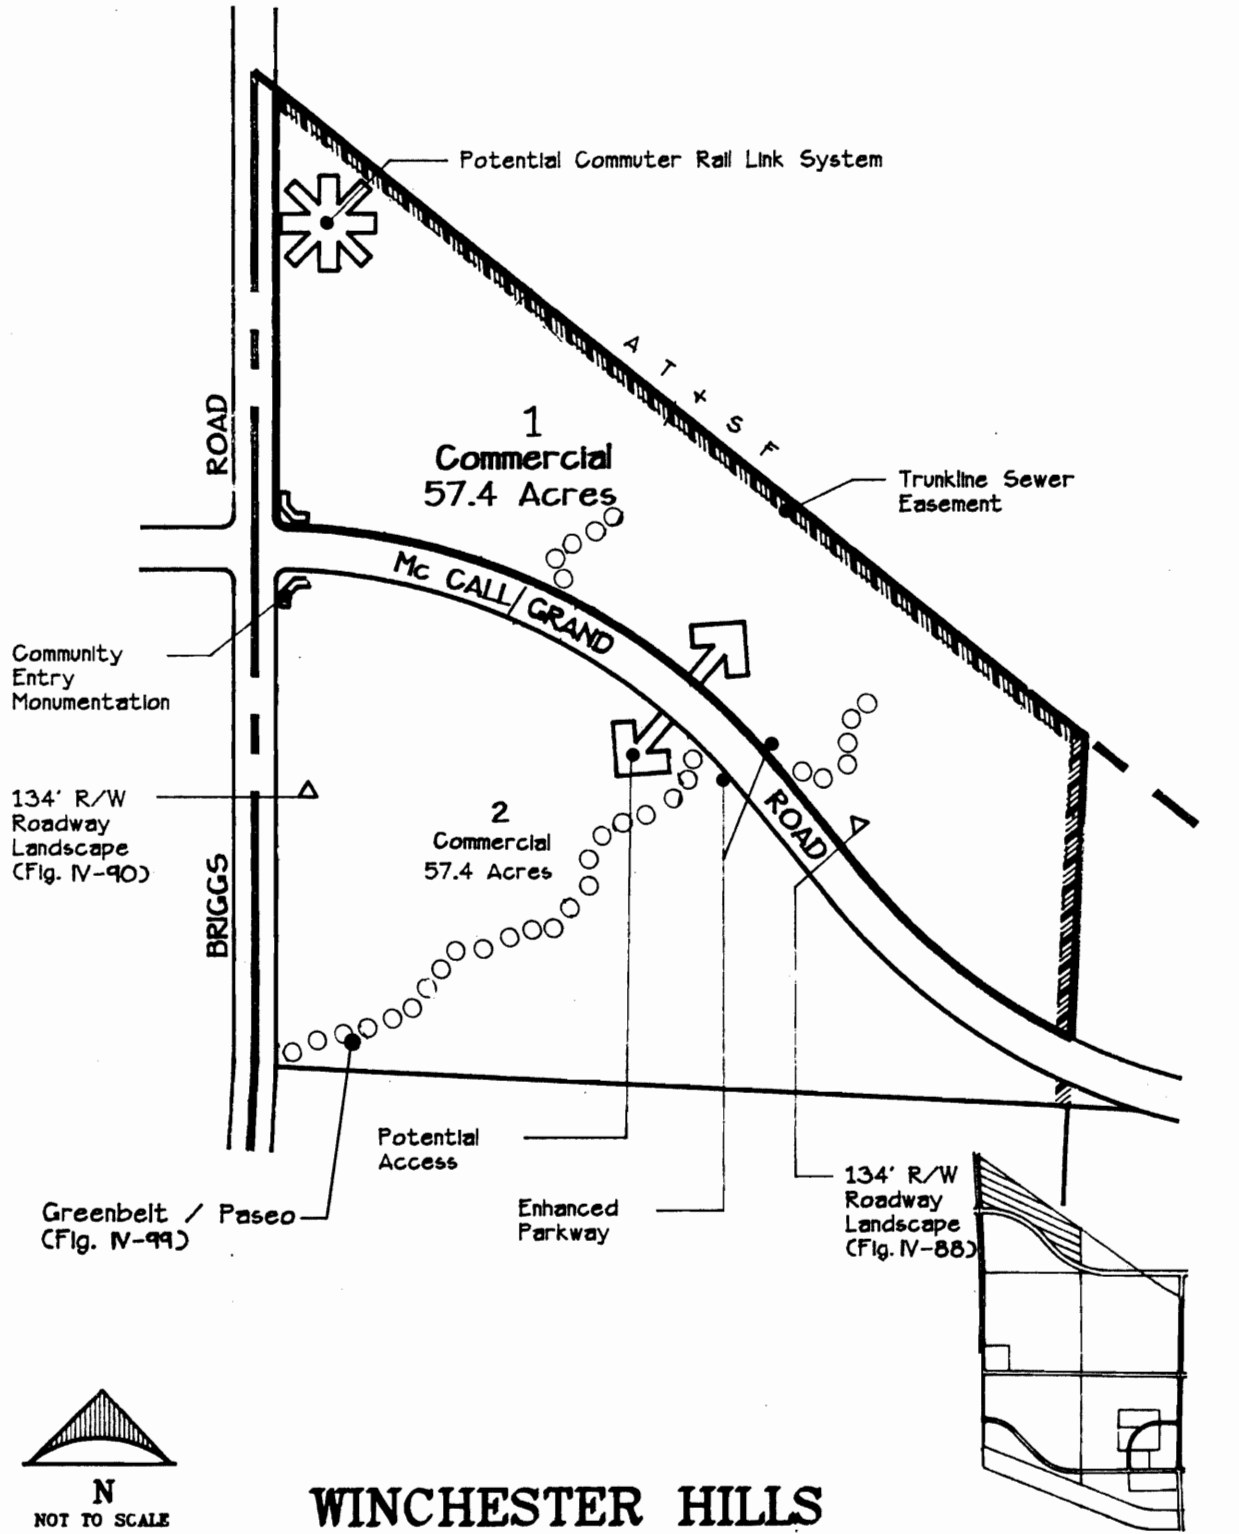 Potential Commuter Rail Link System
A T + S F
ROAD
1
Commercial
57.4 Acres
Trunkline Sewer
Easement
Mc CALL/GRAND
ROAD
Community
Entry
Monumentation
134' R/W
Roadway
Landscape
(Fig. IV-90)
2
Commercial
57.4 Acres
BRIGGS
Potential
Access
Greenbelt / Paseo
(Fig. IV-99)
Enhanced
Parkway
134' R/W
Roadway
Landscape
(Fig. IV-88)
N
NOT TO SCALE
WINCHESTER HILLS